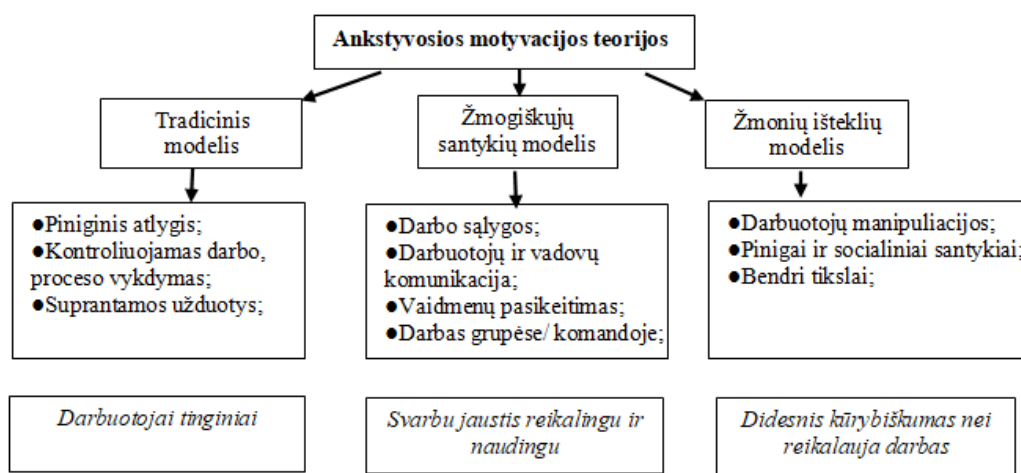 Ankstyvosios motyvacijos teorijos
Tradicinis
modelis
Žmogiškųjų
santykių modelis
Žmonių išteklių
modelis
●Piniginis atlygis;
●Kontroliuojamas darbo,
proceso vykdymas;
●Suprantamos užduotys;
●Darbo sąlygos;
●Darbuotojų ir vadovų
komunikacija;
●Vaidmenų pasikeitimas;
●Darbas grupėse/ komandoje;
●Darbuotojų manipuliacijos;
●Pinigai ir socialiniai santykiai;
●Bendri tikslai;
Darbuotojai tinginiai
Svarbu jaustis reikalingu ir
naudingu
Didesnis kūrybiškumas nei
reikalauja darbas